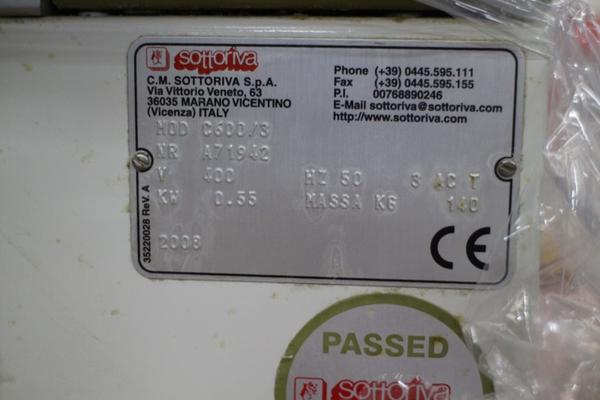 sottoriva
C.M. SOTTORIVA S.p.A.
Via Vittorio Veneto, 63
36035 MARANO VICENTINO
(Vicenza) ITALY
Phone (+39) 0445.595.111
Fax (+39) 0445.595.155
P.I. 00768890246
E-Mail sottoriva@sottoriva.com
http://www.sottoriva.com
MOD C600/3
NR A71942
V 400 HZ 50 3 AC T
KW 0.55 MASSA KG 140
2008
CE
35220028 Rev. A
PASSED
sottoriva